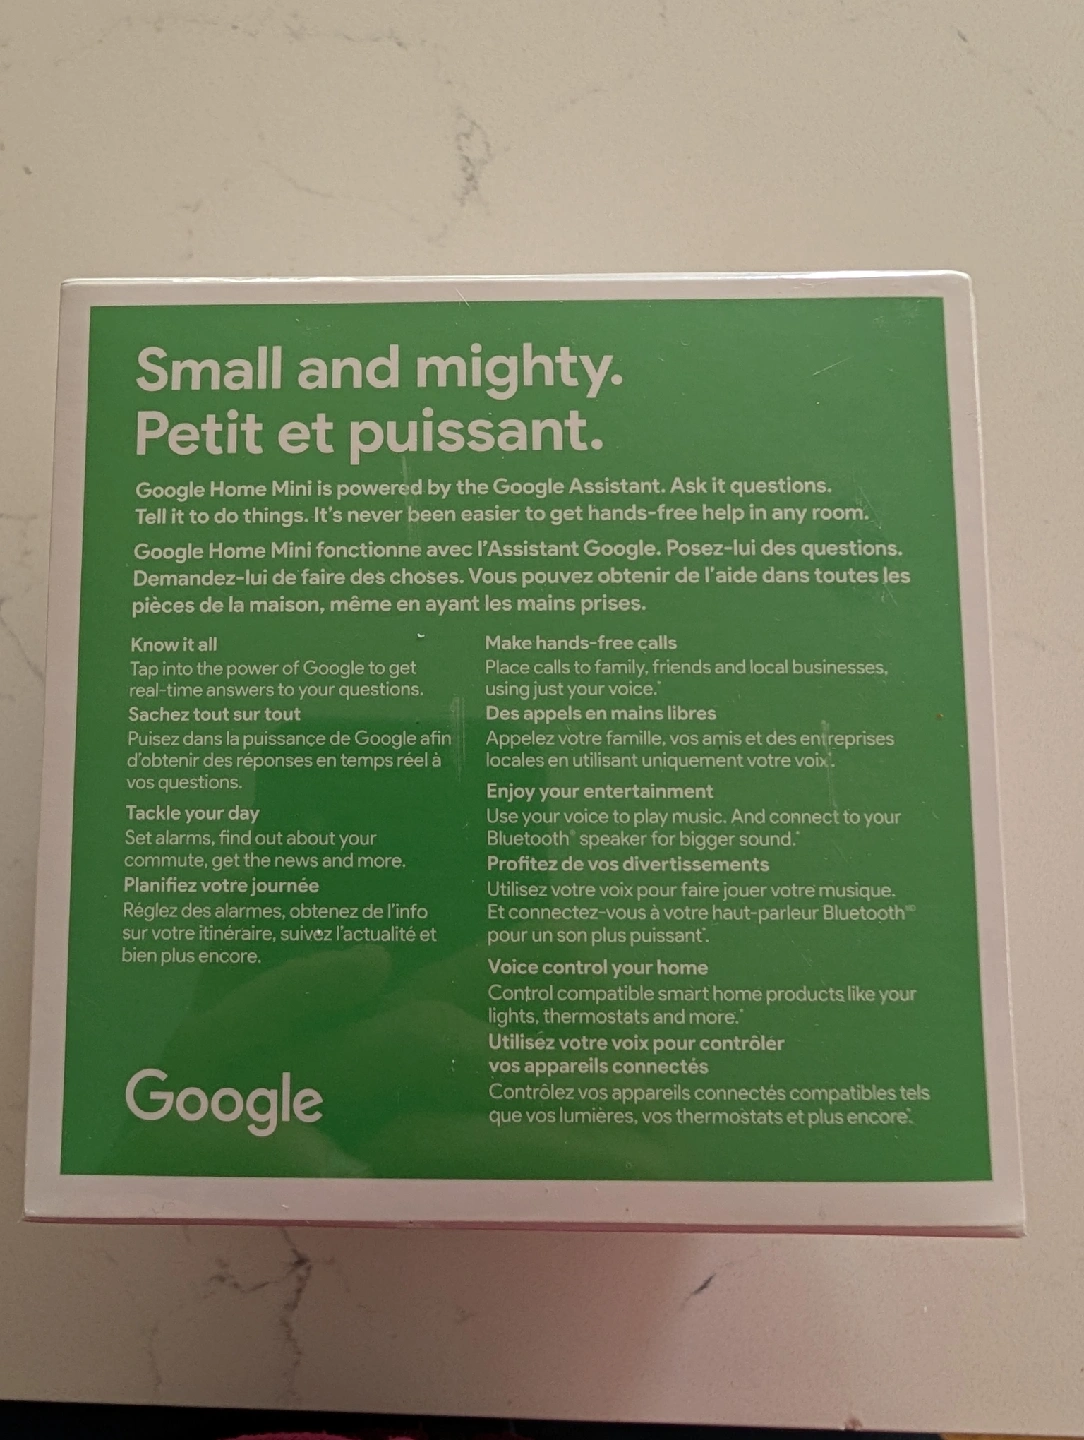 Small and mighty.
Petit et puissant.
Google Home Mini is powered by the Google Assistant. Ask it questions.
Tell it to do things. It's never been easier to get hands-free help in any room.
Google Home Mini fonctionne avec l'Assistant Google. Posez-lui des questions.
Demandez-lui de faire des choses. Vous pouvez obtenir de l'aide dans toutes les
pièces de la maison, même en ayant les mains prises.
Know it all
Tap into the power of Google to get
real-time answers to your questions.
Sachez tout sur tout
Puisez dans la puissance de Google afin
d'obtenir des réponses en temps réel à
vos questions.
Tackle your day
Set alarms, find out about your
commute, get the news and more.
Planifiez votre journée
Réglez des alarmes, obtenez de l'info
sur votre itinéraire, suivez l'actualité et
bien plus encore.
Make hands-free calls
Place calls to family, friends and local businesses,
using just your voice.*
Des appels en mains libres
Appelez votre famille, vos amis et des entreprises
locales en utilisant uniquement votre voix*.
Enjoy your entertainment
Use your voice to play music. And connect to your
Bluetooth® speaker for bigger sound.*
Profitez de vos divertissements
Utilisez votre voix pour faire jouer votre musique.
Et connectez-vous à votre haut-parleur Bluetooth🅪
pour un son plus puissant*.
Voice control your home
Control compatible smart home products like your
lights, thermostats and more.*
Utilisez votre voix pour contrôler
vos appareils connectés
Contrôlez vos appareils connectés compatibles tels
que vos lumières, vos thermostats et plus encore*.
Google